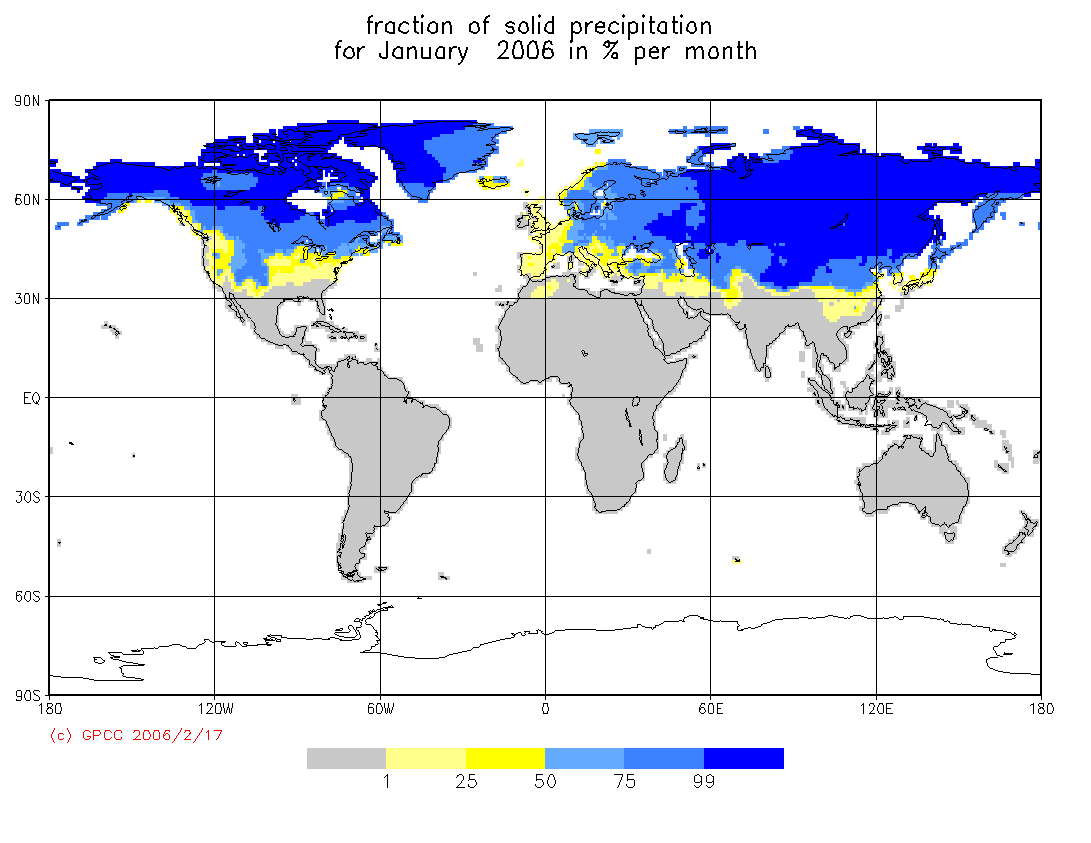 fraction of solid precipitation
for January 2006 in % per month
90N
60N
30N
EQ
30S
60S
90S
180 120W 60W 0 60E 120E 180
(c) GPCC 2006/2/17
1 25 50 75 99